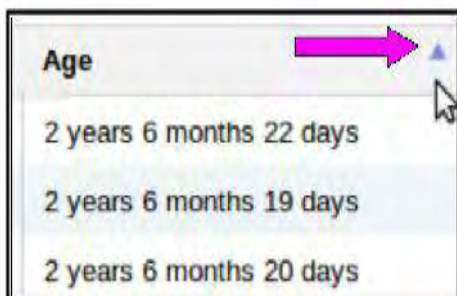 Age
2 years 6 months 22 days
2 years 6 months 19 days
2 years 6 months 20 days